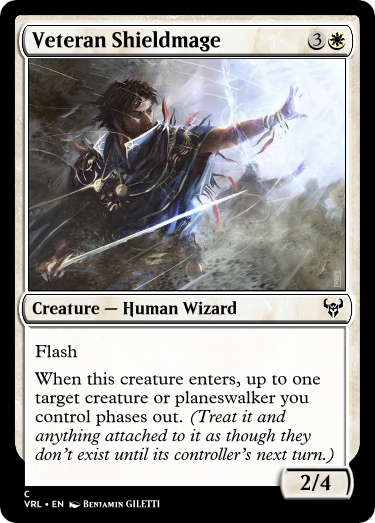 Veteran Shieldmage
3
Creature — Human Wizard
Flash
When this creature enters, up to one
target creature or planeswalker you
control phases out. (Treat it and
anything attached to it as though they
don't exist until its controller's next turn.)
2/4
C
VRL • EN Benjamin GILETTI